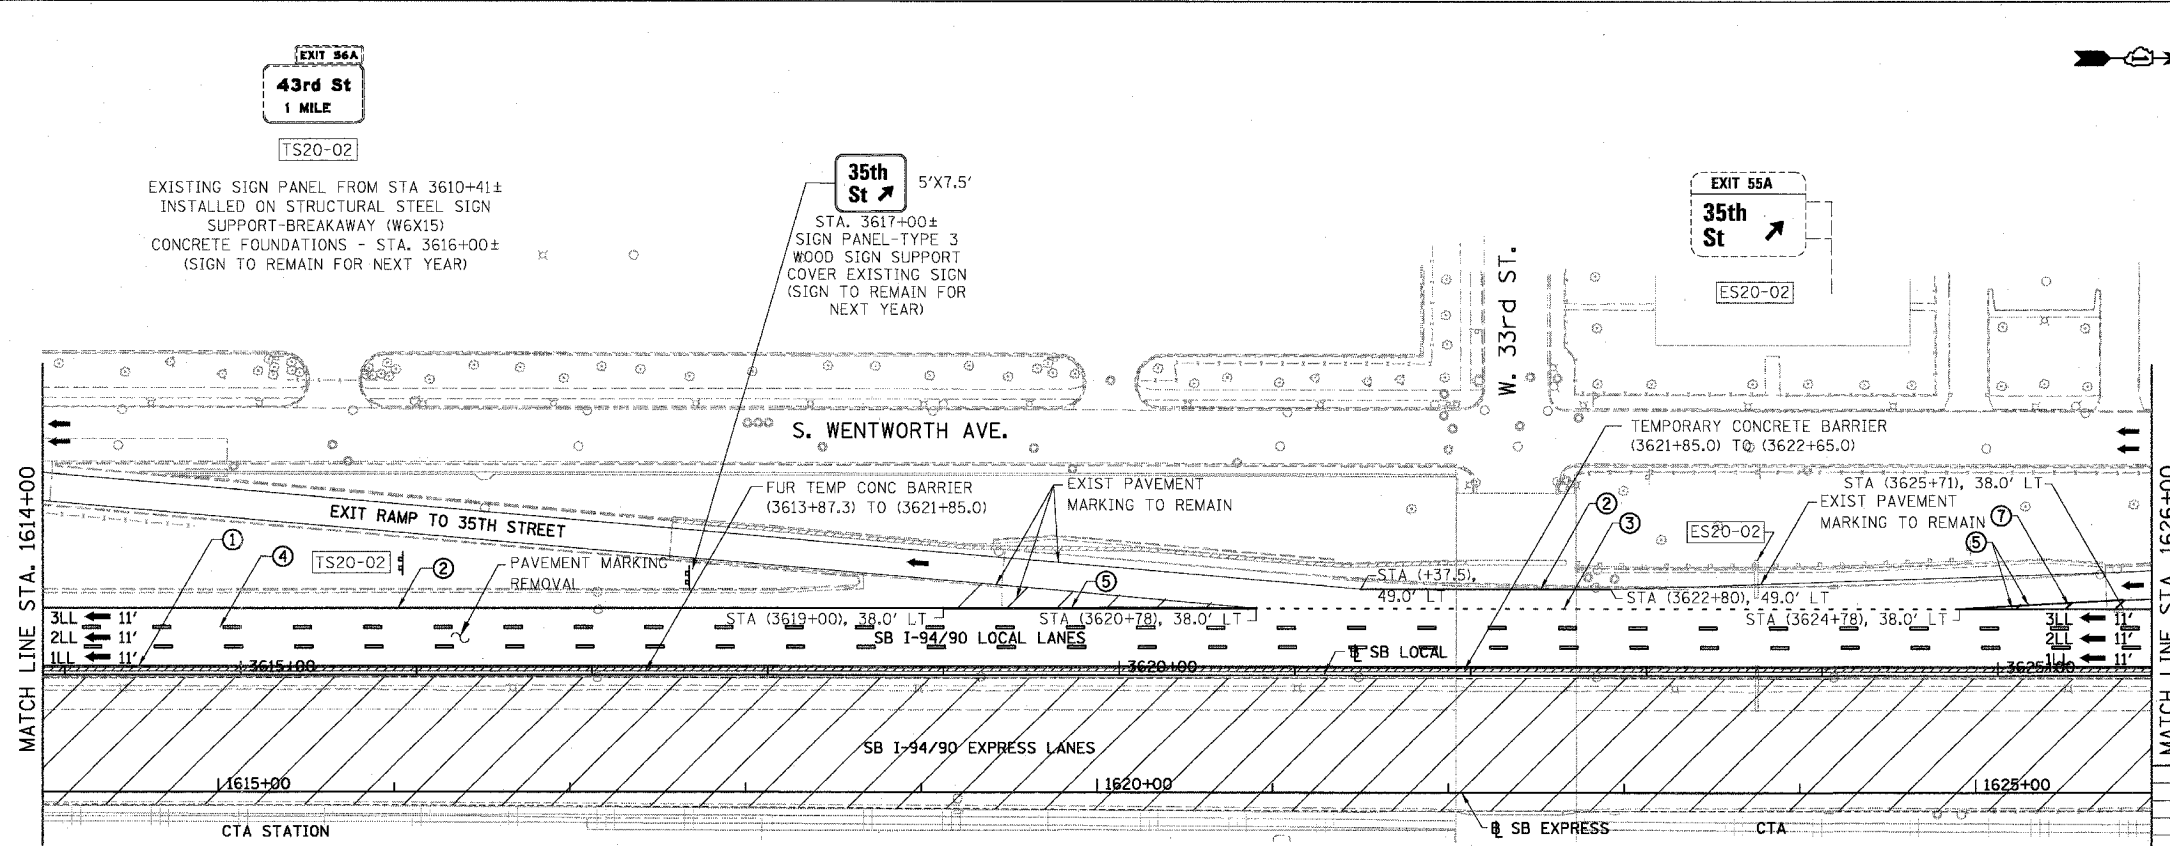 EXIT 56A
43rd St
1 MILE
TS20-02
EXISTING SIGN PANEL FROM STA 3610+41±
INSTALLED ON STRUCTURAL STEEL SIGN
SUPPORT-BREAKAWAY (W6X15)
CONCRETE FOUNDATIONS - STA. 3616+00±
(SIGN TO REMAIN FOR NEXT YEAR)
35th
St
5'X7.5'
STA. 3617+00±
SIGN PANEL-TYPE 3
WOOD SIGN SUPPORT
COVER EXISTING SIGN
(SIGN TO REMAIN FOR
NEXT YEAR)
EXIT 55A
35th
St
ES20-02
W. 33rd ST.
S. WENTWORTH AVE.
TEMPORARY CONCRETE BARRIER
(3621+85.0) TO (3622+65.0)
MATCH LINE STA. 1614+00
MATCH LINE STA. 1626+00
EXIT RAMP TO 35TH STREET
FUR TEMP CONC BARRIER
(3613+87.3) TO (3621+85.0)
EXIST PAVEMENT
MARKING TO REMAIN
2
3
STA (3625+71), 38.0' LT
EXIST PAVEMENT
MARKING TO REMAIN
7
5
ES20-02
1
4
TS20-02
2
PAVEMENT MARKING
REMOVAL
5
STA (+37.5),
49.0' LT
STA (3622+80), 49.0' LT
STA (3619+00), 38.0' LT
STA (3620+78), 38.0' LT
STA (3624+78), 38.0' LT
3LL 11'
2LL 11'
1LL 11'
SB I-94/90 LOCAL LANES
℄ SB LOCAL
3LL 11'
2LL 11'
1LL 11'
3615+00
3620+00
3625+00
SB I-94/90 EXPRESS LANES
1615+00
1620+00
1625+00
CTA STATION
℄ SB EXPRESS
CTA